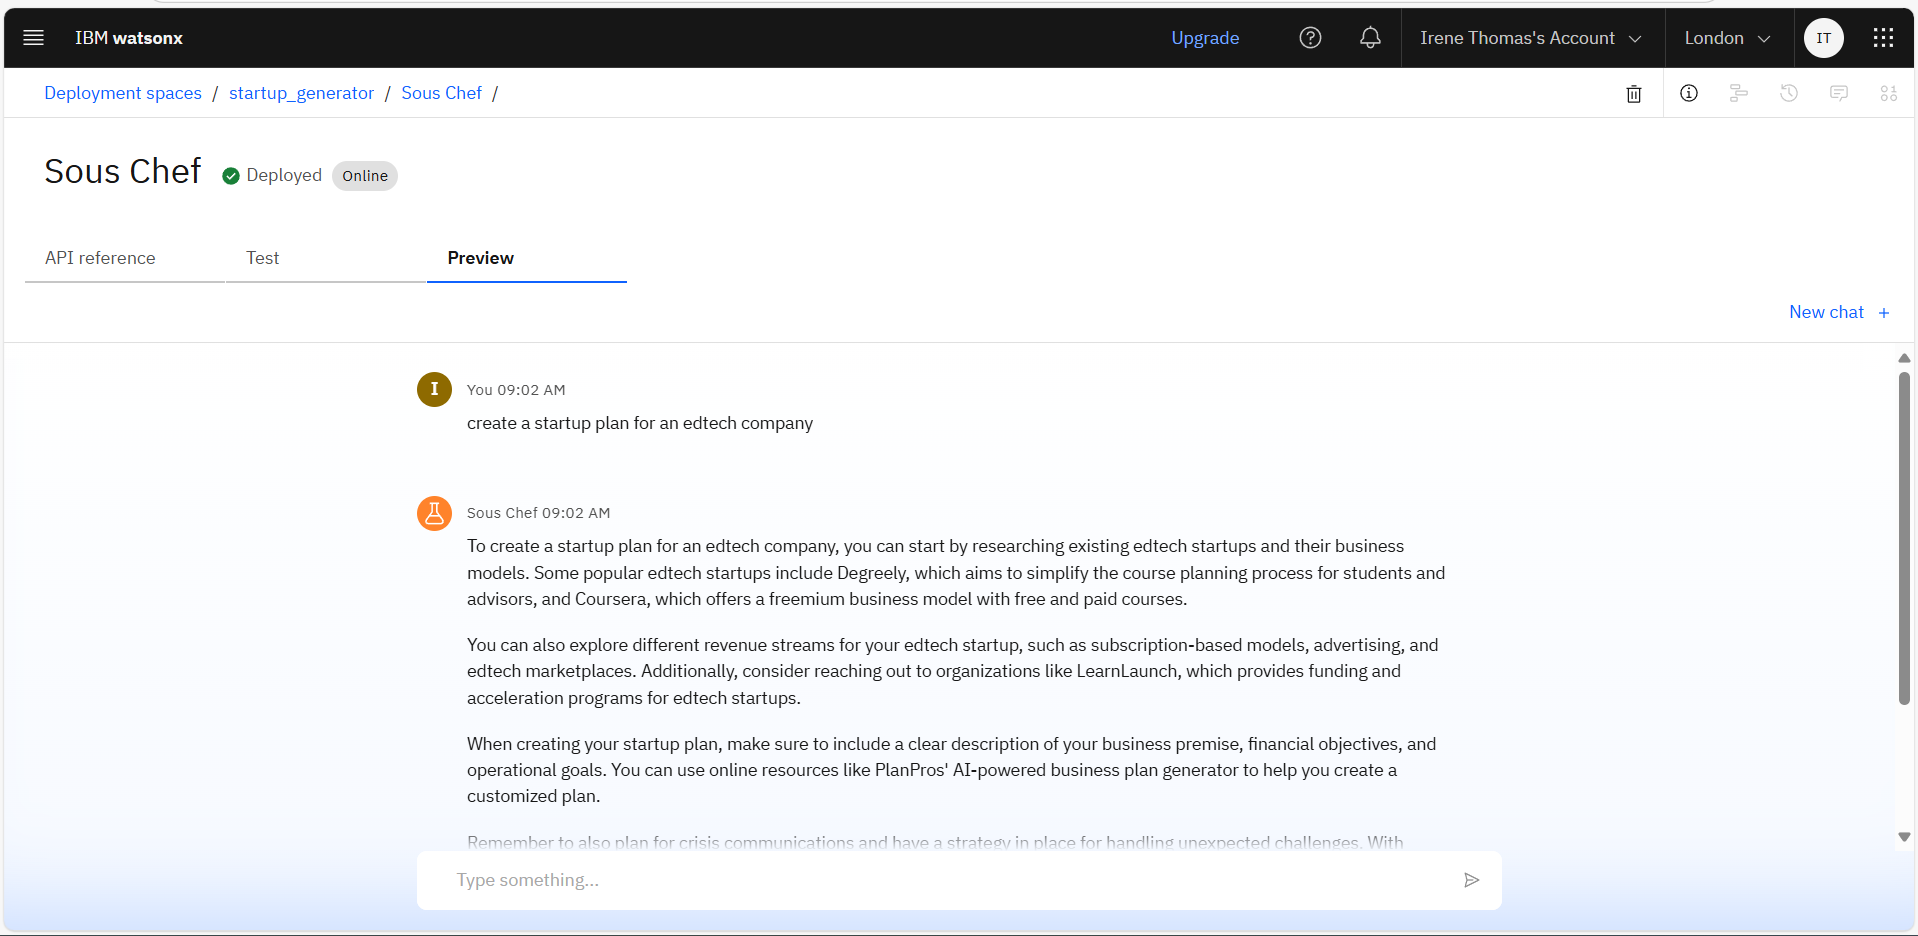 IBM watsonx
Upgrade
Irene Thomas's Account
London
IT
Deployment spaces / startup_generator / Sous Chef /
Sous Chef
Deployed
Online
API reference
Test
Preview
New chat +
I
You 09:02 AM
create a startup plan for an edtech company
Sous Chef 09:02 AM
To create a startup plan for an edtech company, you can start by researching existing edtech startups and their business
models. Some popular edtech startups include Degreely, which aims to simplify the course planning process for students and
advisors, and Coursera, which offers a freemium business model with free and paid courses.
You can also explore different revenue streams for your edtech startup, such as subscription-based models, advertising, and
edtech marketplaces. Additionally, consider reaching out to organizations like LearnLaunch, which provides funding and
acceleration programs for edtech startups.
When creating your startup plan, make sure to include a clear description of your business premise, financial objectives, and
operational goals. You can use online resources like PlanPros' AI-powered business plan generator to help you create a
customized plan.
Remember to also plan for crisis communications and have a strategy in place for handling unexpected challenges. With
Type something...